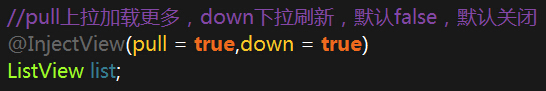 //pull上拉加载更多，down下拉刷新，默认false，默认关闭
@InjectView(pull = true,down = true)
ListView list;